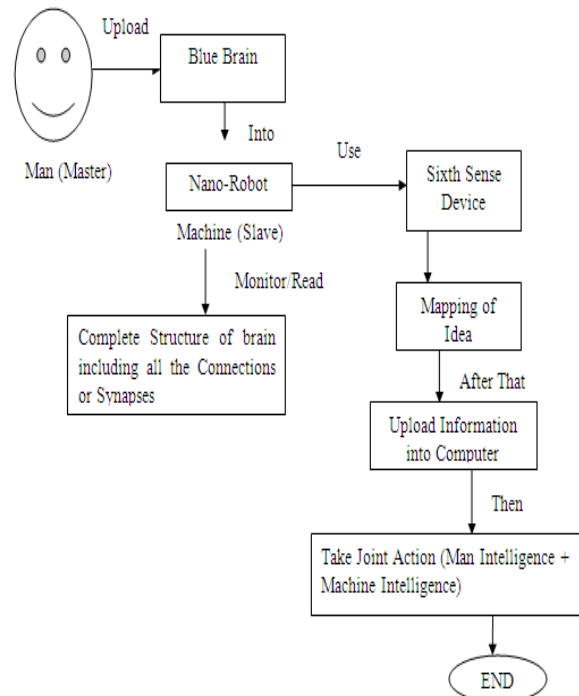 Upload
Blue Brain
Man (Master)
Into
Use
Nano-Robot
Sixth Sense
Device
Machine (Slave)
Monitor/Read
Mapping of
Idea
Complete Structure of brain
including all the Connections
or Synapses
After That
Upload Information
into Computer
Then
Take Joint Action (Man Intelligence +
Machine Intelligence)
END